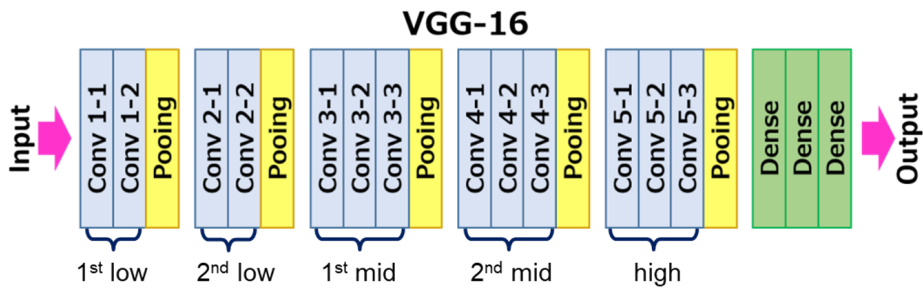 VGG-16
Input
Conv 1-1
Conv 1-2
Pooing
Conv 2-1
Conv 2-2
Pooing
Conv 3-1
Conv 3-2
Conv 3-3
Pooing
Conv 4-1
Conv 4-2
Conv 4-3
Pooing
Conv 5-1
Conv 5-2
Conv 5-3
Pooing
Dense
Dense
Dense
Output
1st low
2nd low
1st mid
2nd mid
high